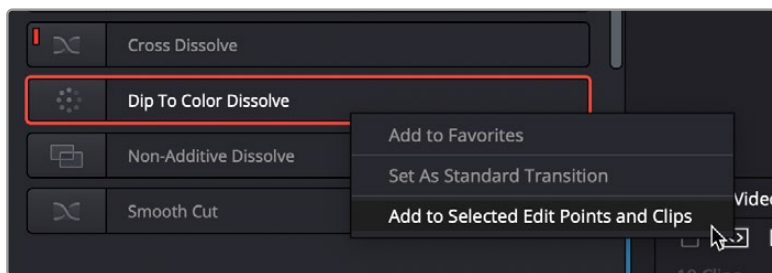 Cross Dissolve
Dip To Color Dissolve
Add to Favorites
Non-Additive Dissolve
Set As Standard Transition
Smooth Cut
Add to Selected Edit Points and Clips